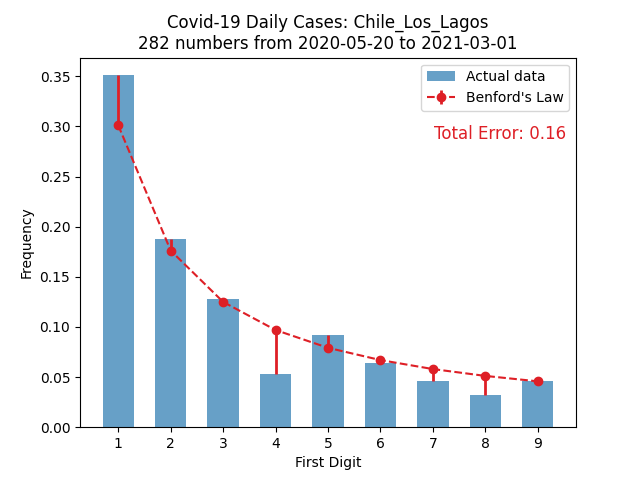 Covid-19 Daily Cases: Chile_Los_Lagos
282 numbers from 2020-05-20 to 2021-03-01
Actual data
Benford's Law
Total Error: 0.16
0.35
0.30
0.25
0.20
0.15
0.10
0.05
0.00
Frequency
1 2 3 4 5 6 7 8 9
First Digit